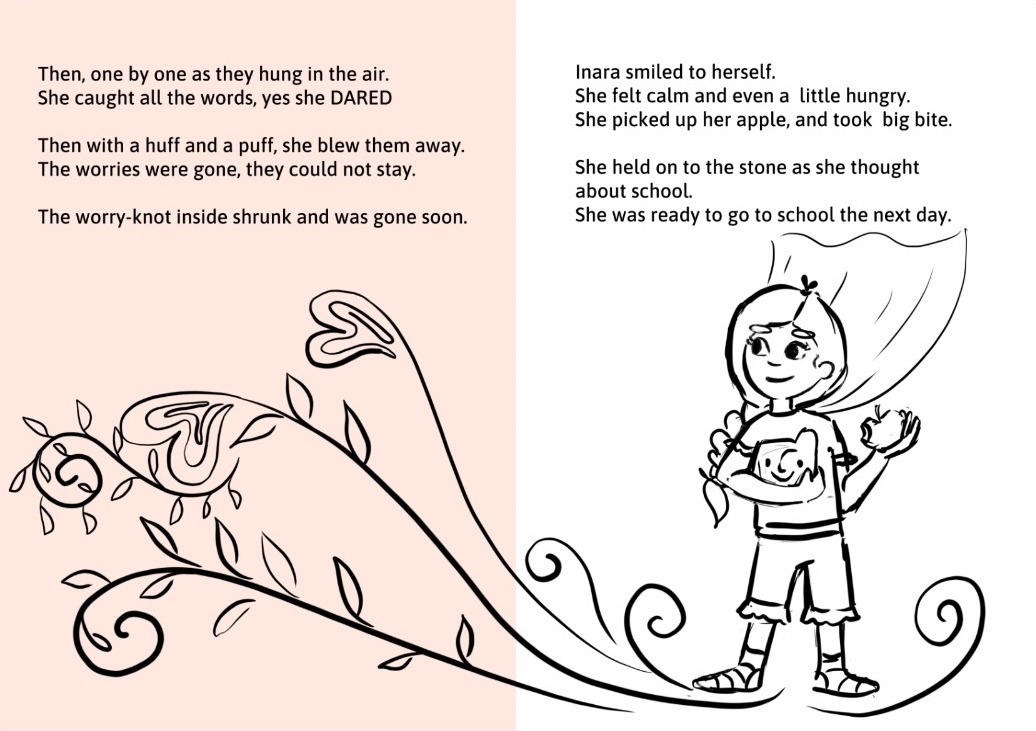 Then, one by one as they hung in the air.
She caught all the words, yes she DARED
Then with a huff and a puff, she blew them away.
The worries were gone, they could not stay.
The worry-knot inside shrunk and was gone soon.
Inara smiled to herself.
She felt calm and even a  little hungry.
She picked up her apple, and took  big bite.
She held on to the stone as she thought
about school.
She was ready to go to school the next day.